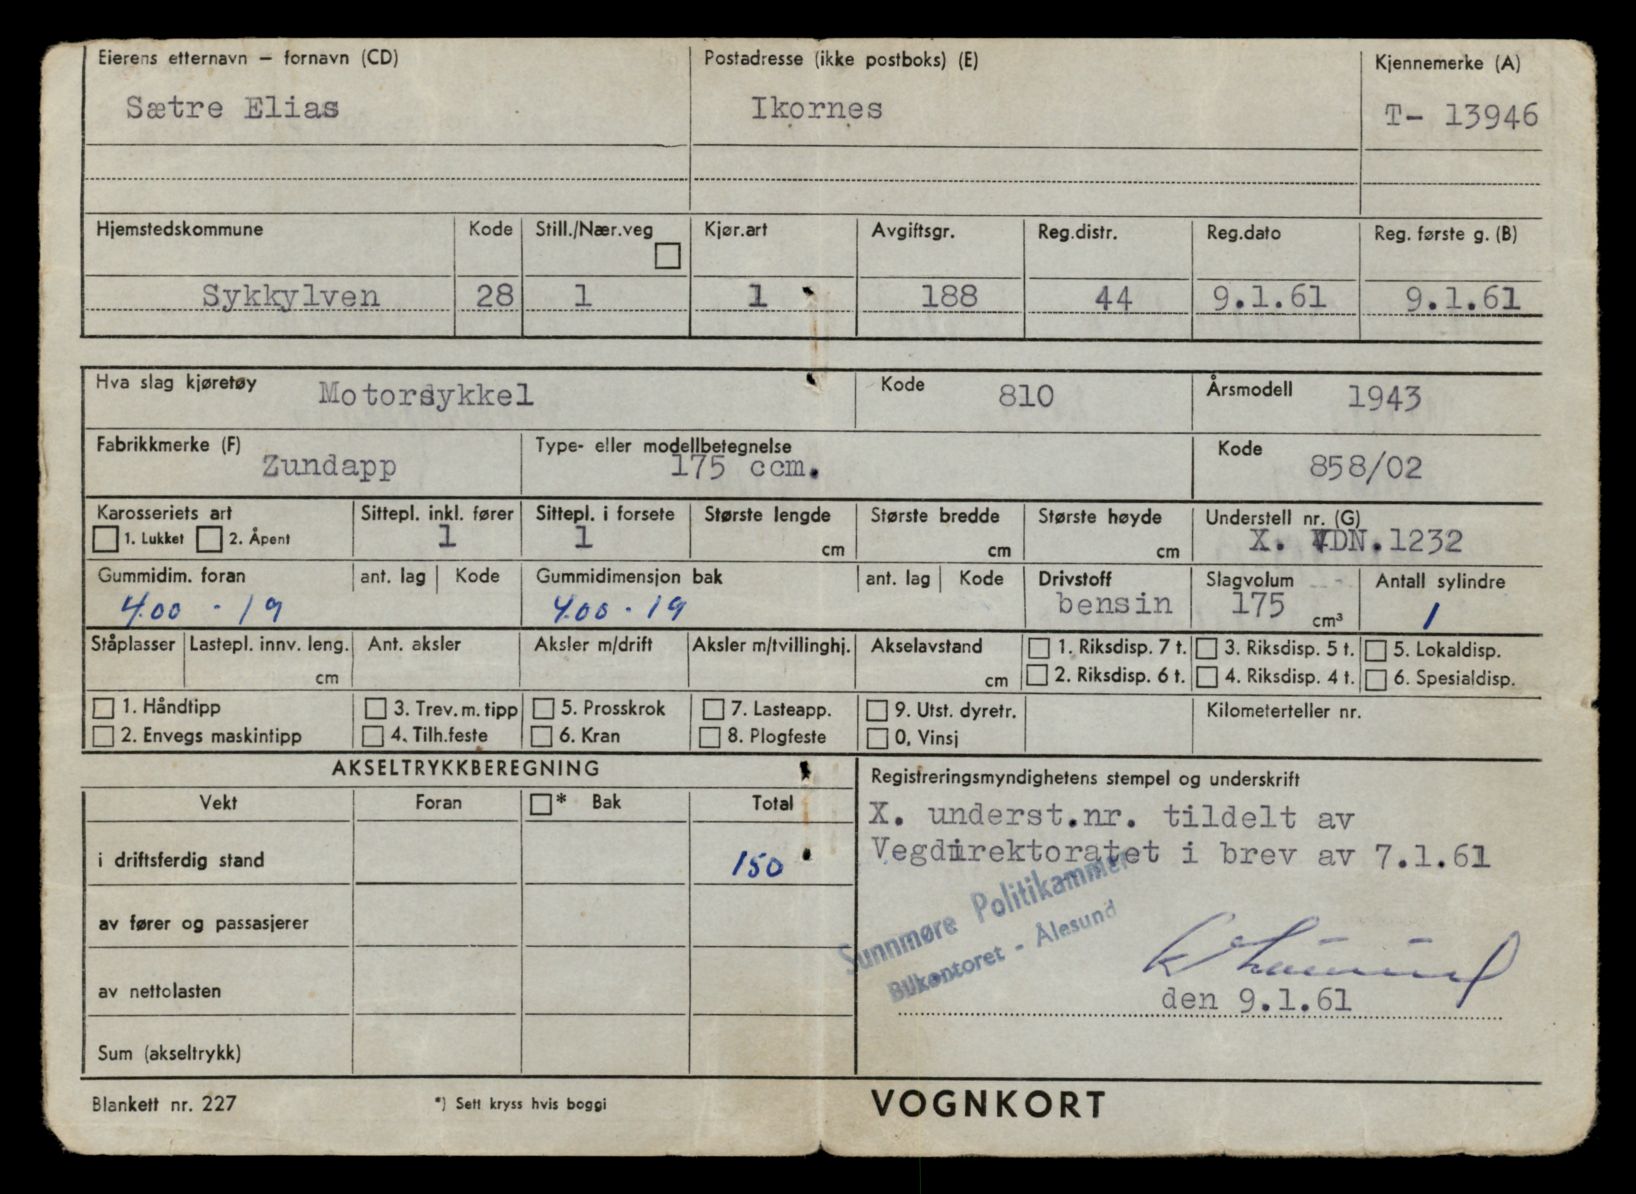 Eierens etternavn – fornavn (CD) Postadresse (ikke postboks) (E) Kjennemerke (A)
Sætre Elias Ikornes T- 13946
Hjemstedskommune Kode Still./Nær.veg Kjør.art Avgiftsgr. Reg.distr. Reg.dato Reg. første g. (B)
Sykkylven 28 1 1 188 44 9.1.61 9.1.61
Hva slag kjøretøy Motorsykkel Kode 810 Årsmodell 1943
Fabrikkmerke (F) Type- eller modellbetegnelse Kode
Zundapp 175 ccm. 858/02
Karosseriets art Sittepl. inkl. fører Sittepl. i forsete Største lengde Største bredde Største høyde Understell nr. (G)
1. Lukket 2. Åpent 1 1 cm cm cm X. VDN.1232
Gummidim. foran ant. lag Kode Gummidimensjon bak ant. lag Kode Drivstoff Slagvolum Antall sylindre
4.00 - 19 4.00 - 19 bensin 175 cm³ 1
Ståplasser Lastepl. innv. leng. Ant. aksler Aksler m/drift Aksler m/tvillinghj. Akselavstand 1. Riksdisp. 7 t. 3. Riksdisp. 5 t. 5. Lokaldisp.
cm cm 2. Riksdisp. 6 t. 4. Riksdisp. 4 t. 6. Spesialdisp.
1. Håndtipp 3. Trev. m. tipp 5. Prosskrok 7. Lasteapp. 9. Utst. dyretr. Kilometerteller nr.
2. Envegs maskintipp 4. Tilh.feste 6. Kran 8. Plogfeste 0, Vinsj
AKSELTRYKKBEREGNING
Registreringsmyndighetens stempel og underskrift
Vekt Foran * Bak Total
X. underst.nr. tildelt av
i driftsferdig stand 150
Vegdirektoratet i brev av 7.1.61
Sunnmøre Politikammer
Bilkontoret - Ålesund
av fører og passasjerer
av nettolasten
den 9.1.61
Sum (akseltrykk)
Blankett nr. 227 *) Sett kryss hvis boggi VOGNKORT